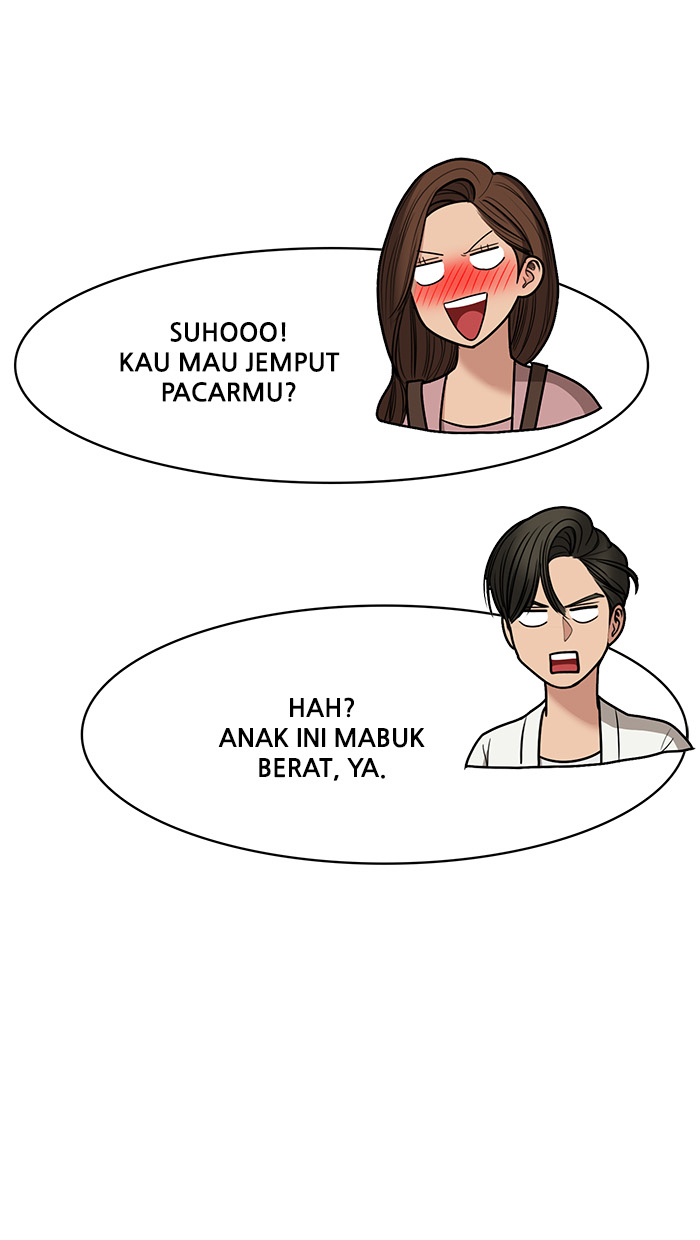 SUHOOO!
KAU MAU JEMPUT
PACARMU?
HAH?
ANAK INI MABUK
BERAT, YA.